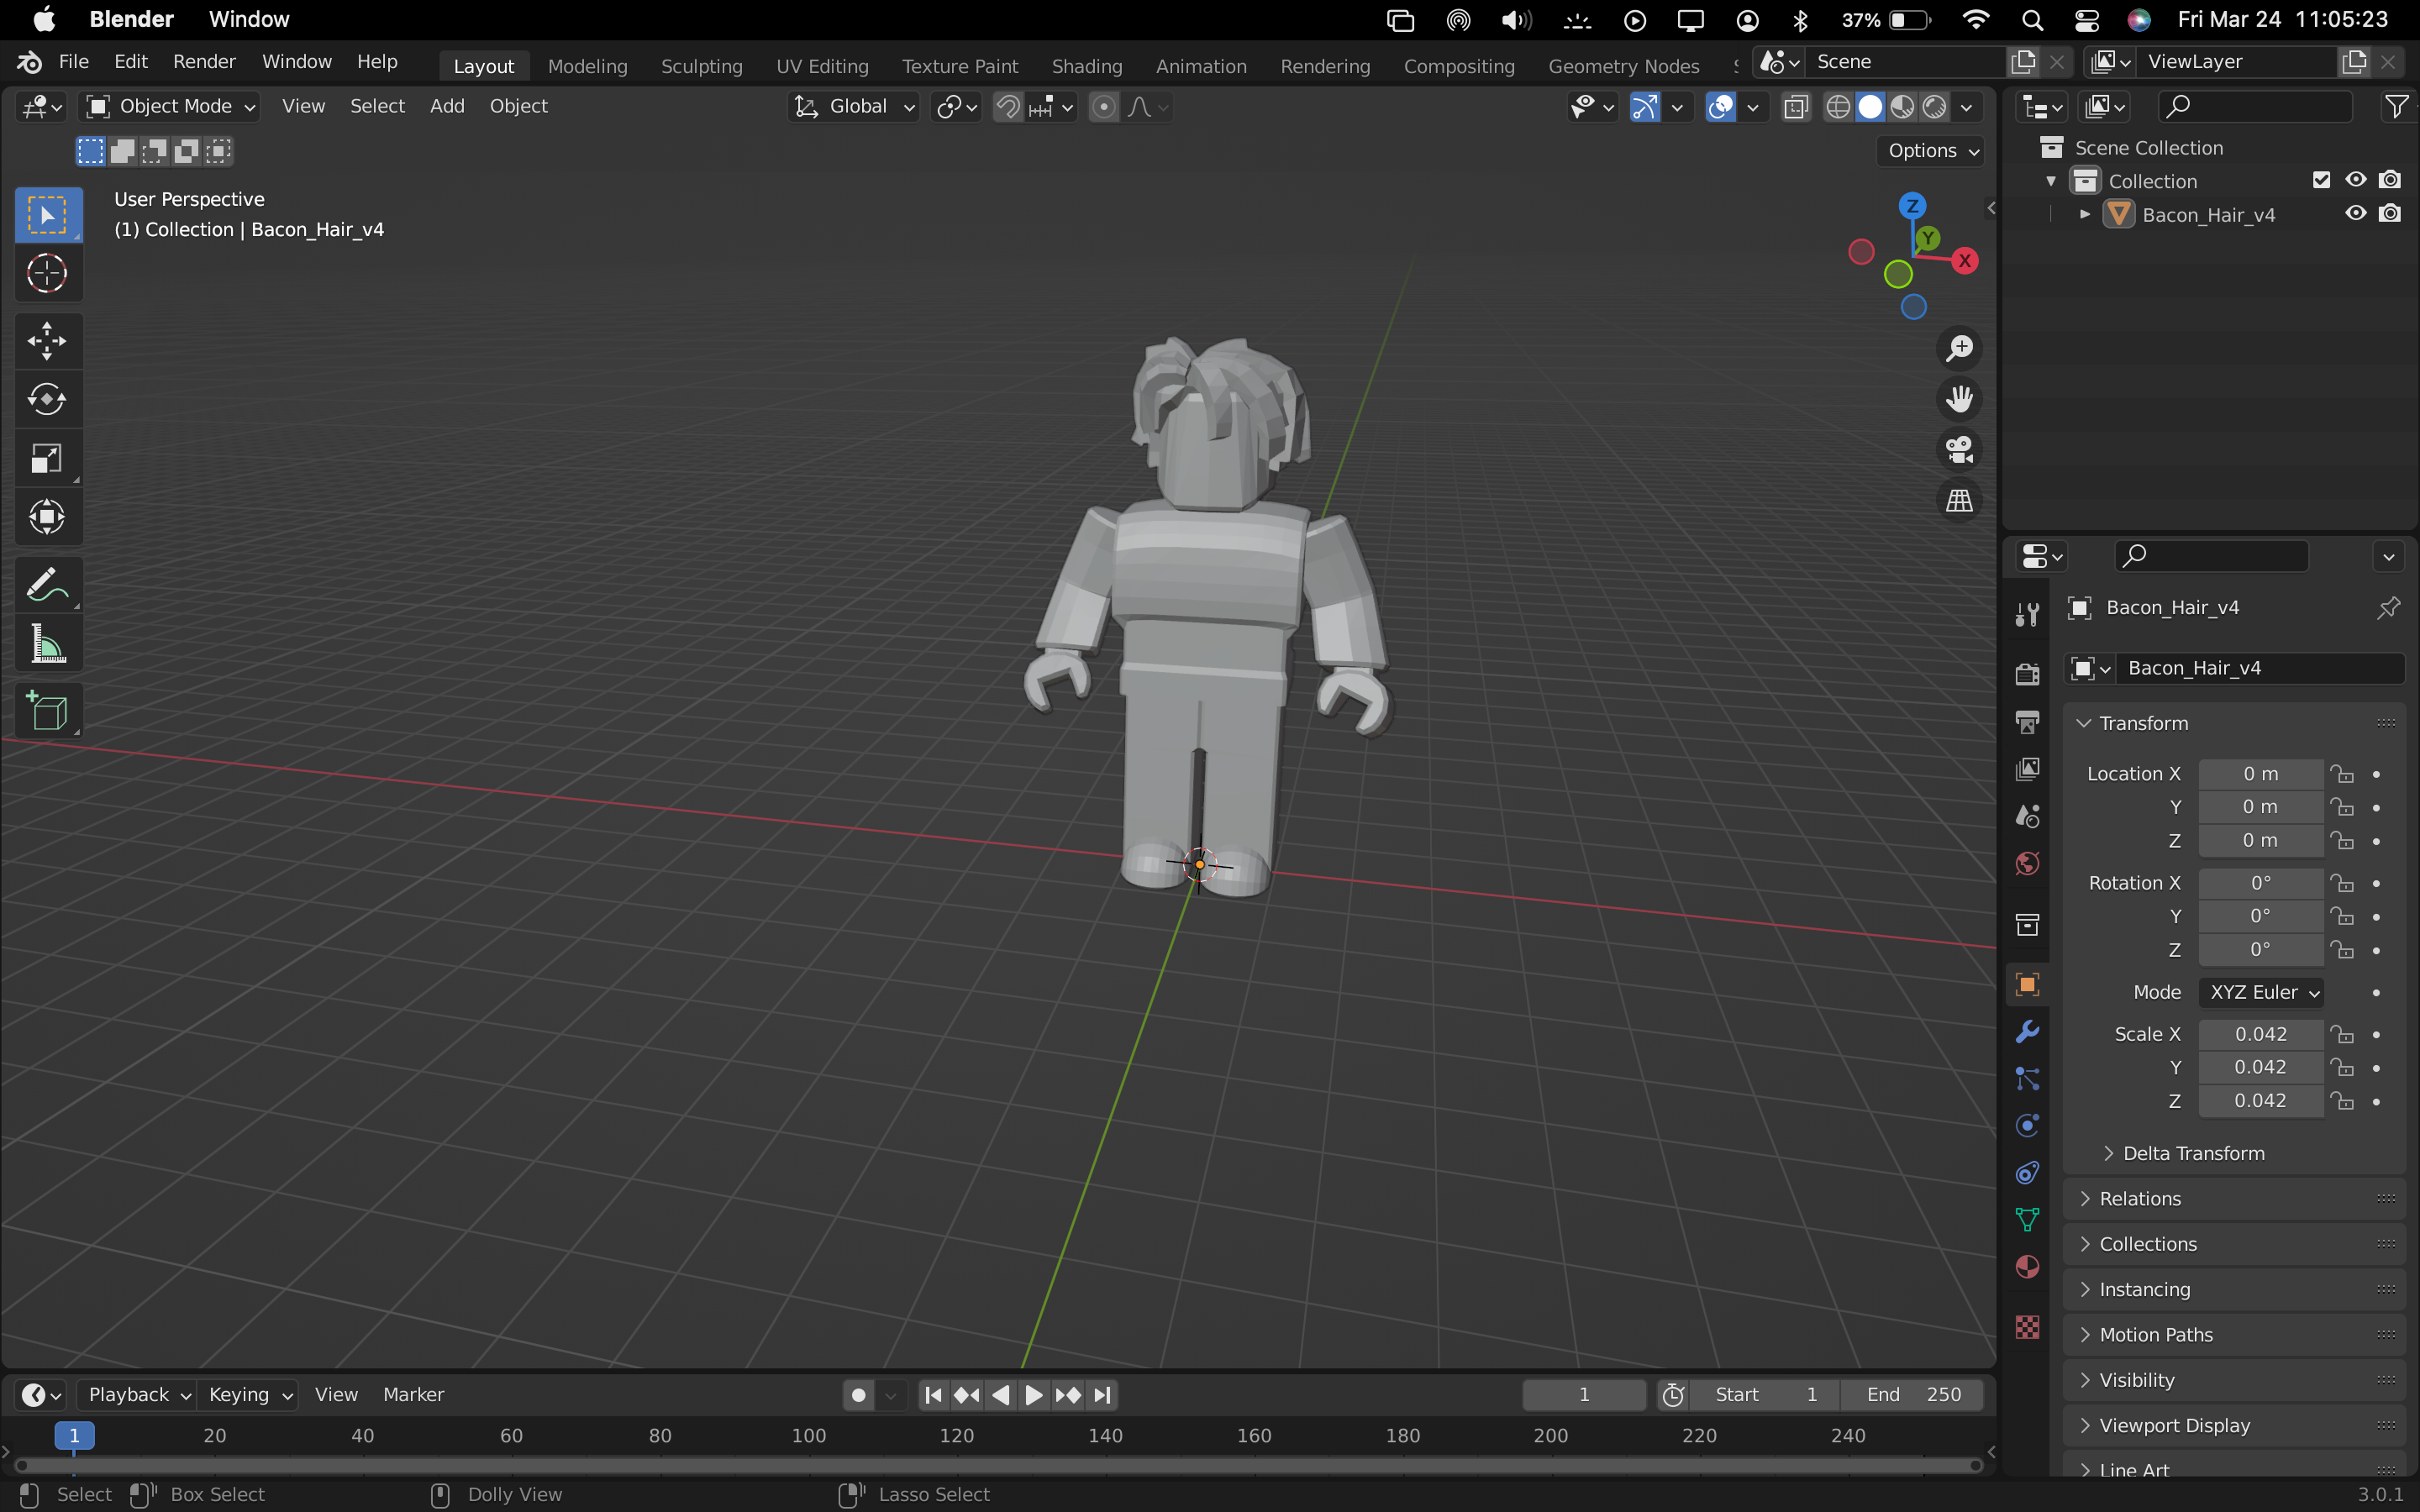 Blender Window 37% Fri Mar 24 11:05:23
File Edit Render Window Help Layout Modeling Sculpting UV Editing Texture Paint Shading Animation Rendering Compositing Geometry Nodes Scene ViewLayer
Object Mode View Select Add Object Global
Options
User Perspective
(1) Collection | Bacon_Hair_v4
Z
Y
X
Scene Collection
Collection
Bacon_Hair_v4
Bacon_Hair_v4
Bacon_Hair_v4
Transform
Location X 0 m
Y 0 m
Z 0 m
Rotation X 0°
Y 0°
Z 0°
Mode XYZ Euler
Scale X 0.042
Y 0.042
Z 0.042
Delta Transform
Relations
Collections
Instancing
Motion Paths
Visibility
Viewport Display
Line Art
Playback Keying View Marker 1 Start 1 End 250
1 20 40 60 80 100 120 140 160 180 200 220 240
Select Box Select Dolly View Lasso Select 3.0.1